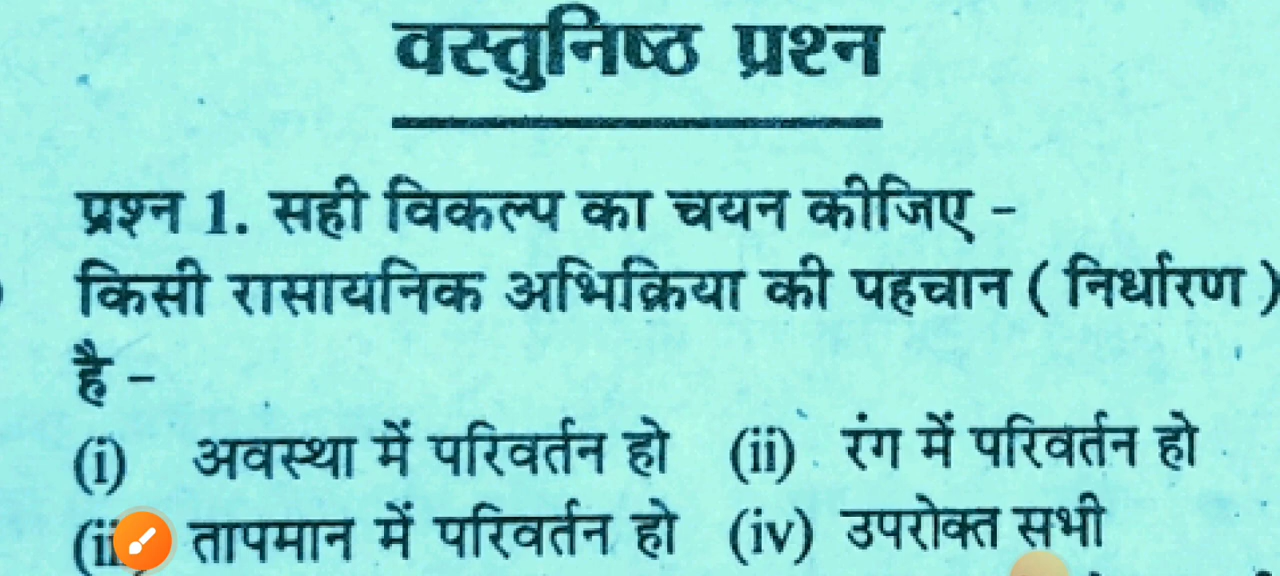 वस्तुनिष्ठ प्रश्न
प्रश्न 1. सही विकल्प का चयन कीजिए -
किसी रासायनिक अभिक्रिया की पहचान ( निर्धारण )
है -
(i) अवस्था में परिवर्तन हो (ii) रंग में परिवर्तन हो
तापमान में परिवर्तन हो (iv) उपरोक्त सभी